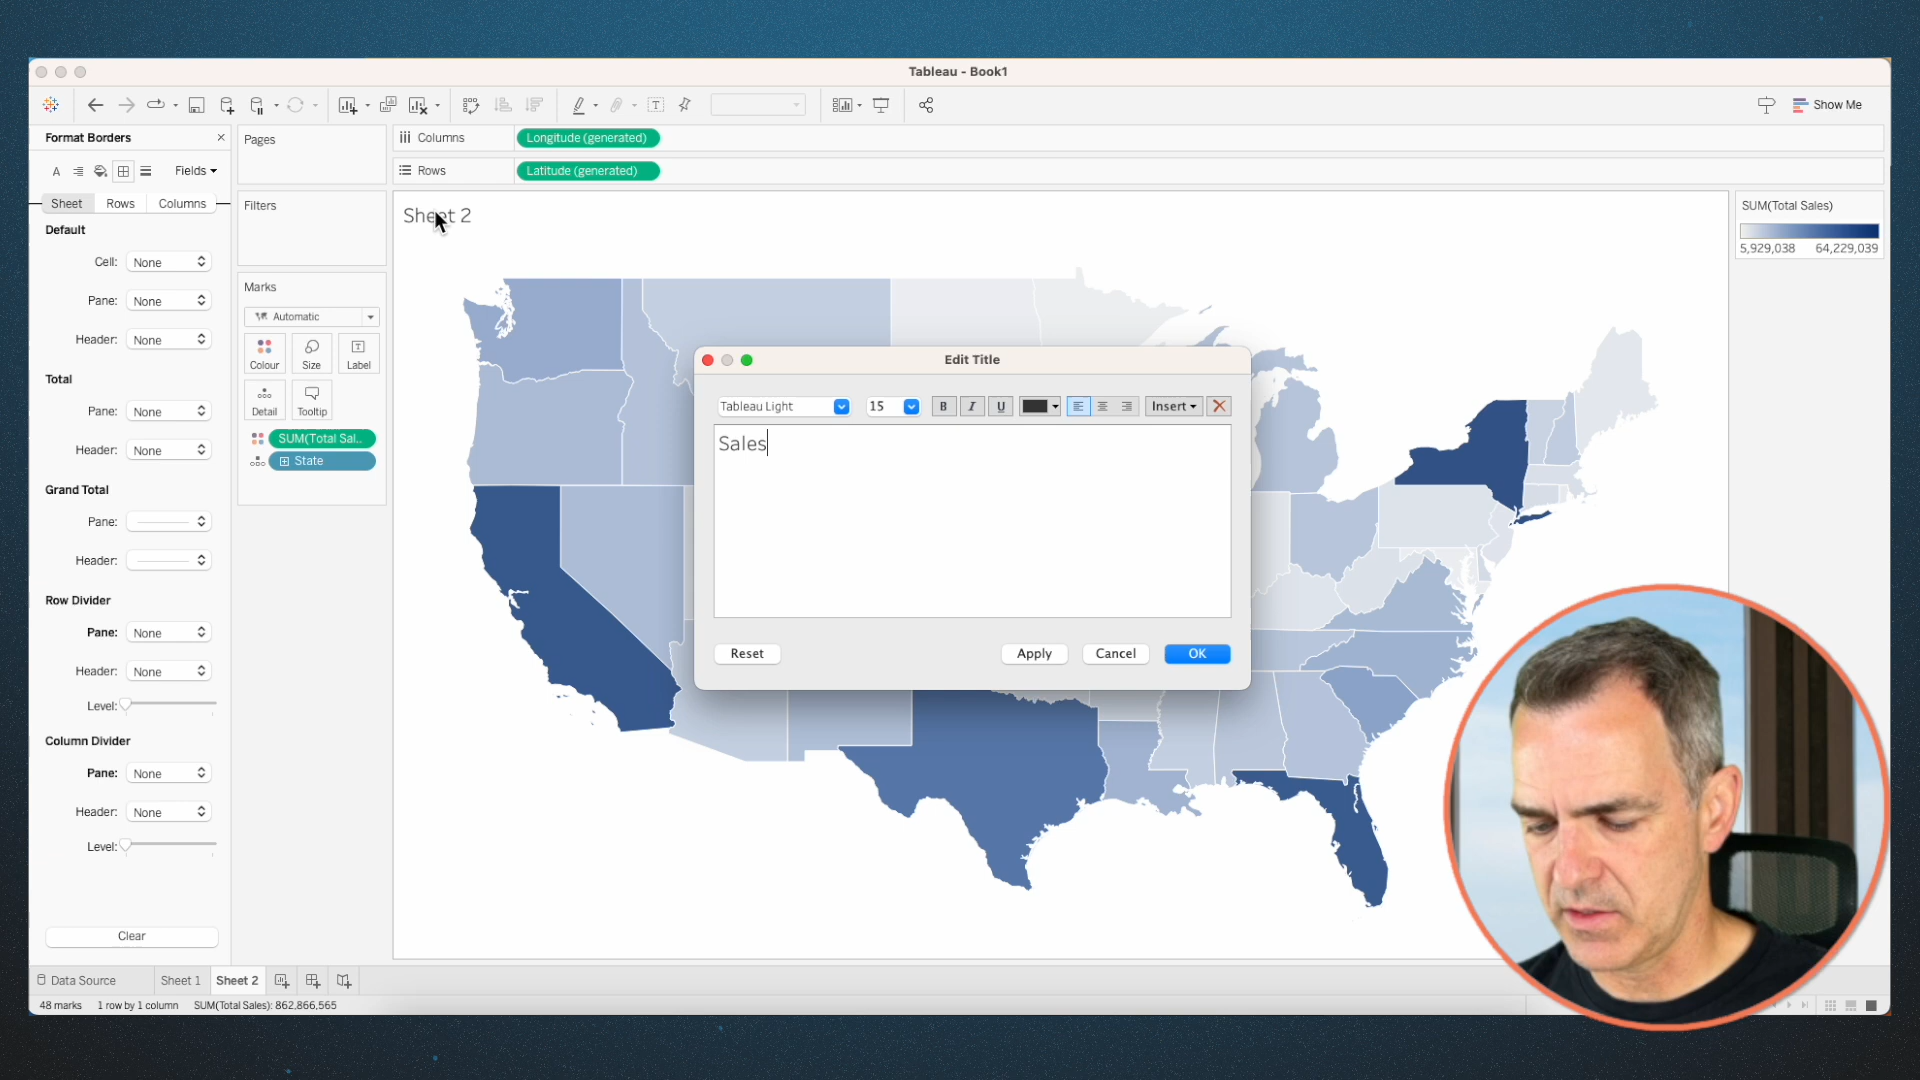 Tableau - Book1
Show Me
Format Borders
Fields
Sheet Rows Columns
Default
Cell: None
Pane: None
Header: None
Total
Pane: None
Header: None
Grand Total
Pane:
Header:
Row Divider
Pane: None
Header: None
Level:
Column Divider
Pane: None
Header: None
Level:
Clear
Pages
Filters
Marks
Automatic
Colour Size Label
Detail Tooltip
SUM(Total Sal..
State
Columns Longitude (generated)
Rows Latitude (generated)
Sheet 2
SUM(Total Sales)
5,929,038 64,229,039
Edit Title
Tableau Light 15 B I U Insert
Sales
Reset Apply Cancel OK
Data Source Sheet 1 Sheet 2
48 marks 1 row by 1 column SUM(Total Sales): 862,866,565